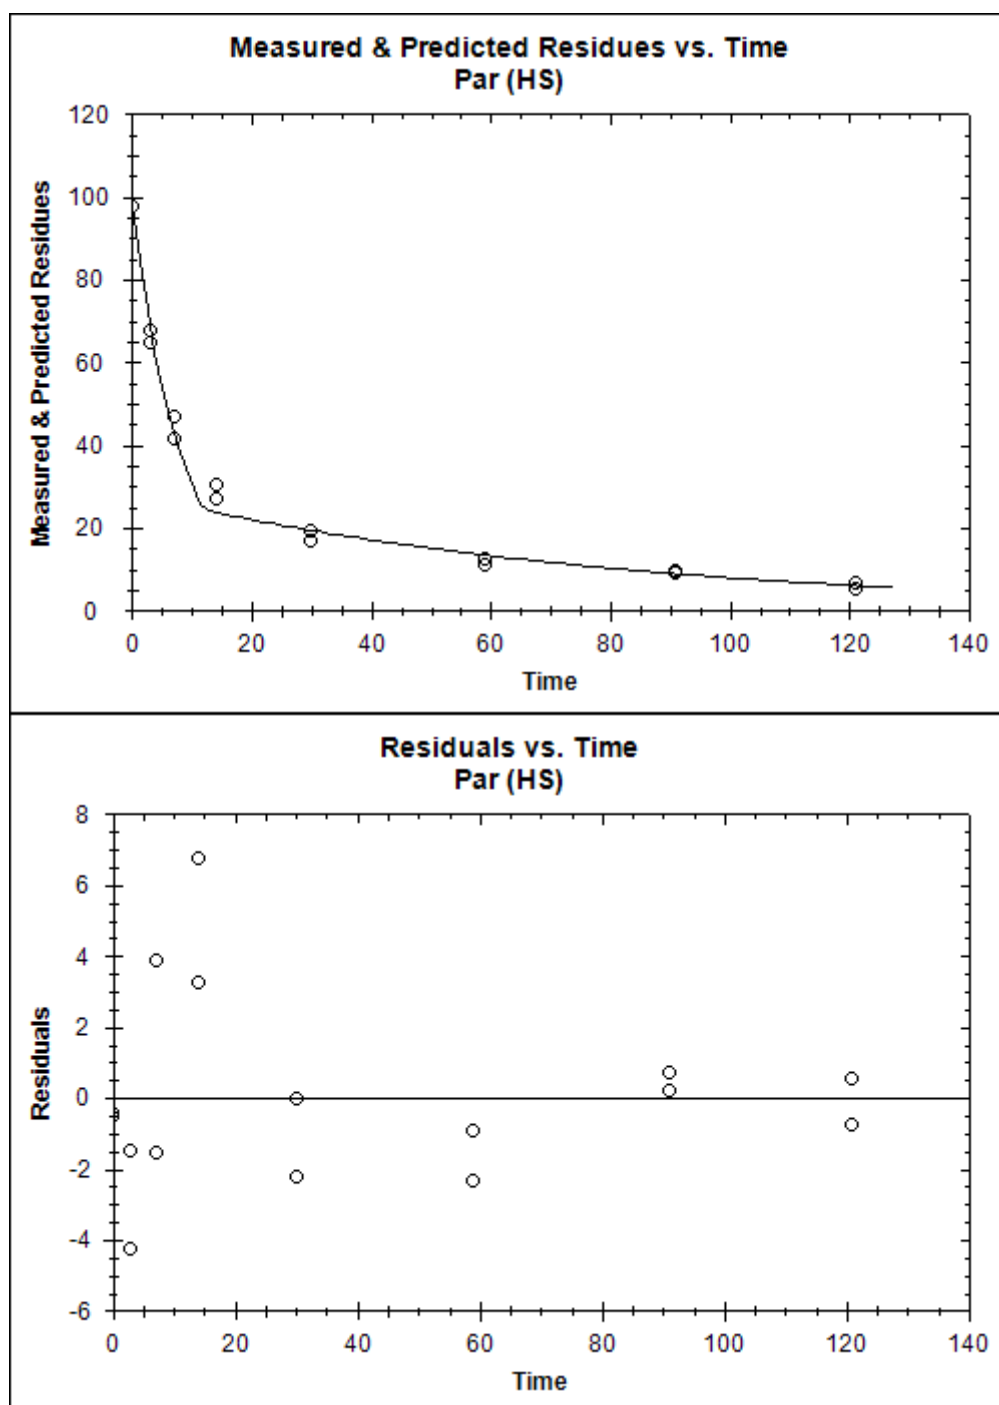 Measured & Predicted Residues vs. Time
Par (HS)
120
100
80
60
40
20
0
Measured & Predicted Residues
0 20 40 60 80 100 120 140
Time
Residuals vs. Time
Par (HS)
8
6
4
2
0
-2
-4
-6
Residuals
0 20 40 60 80 100 120 140
Time